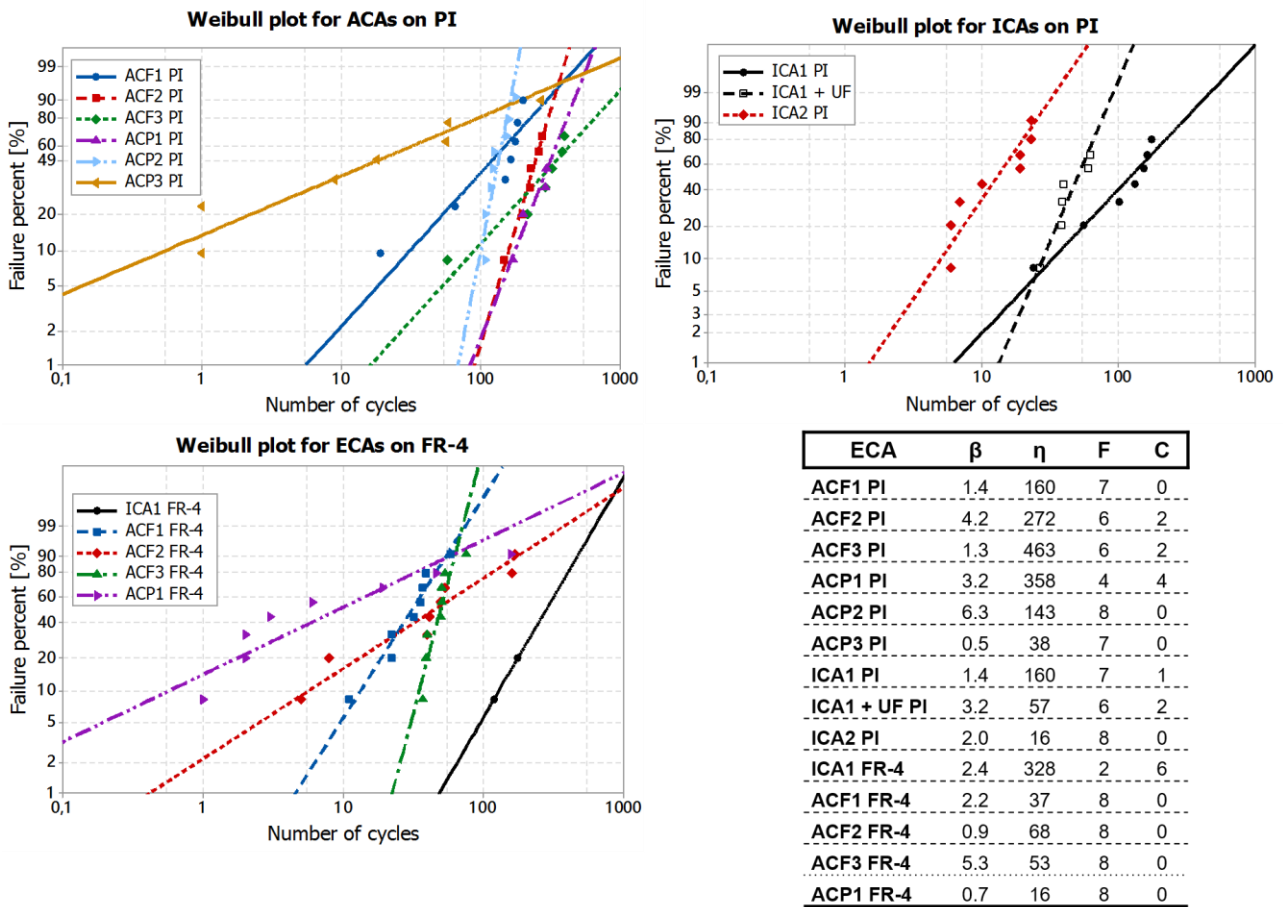 Weibull plot for ACAs on PI
Failure percent [%]
99
90
80
60
49
20
10
5
2
1
ACF1 PI
ACF2 PI
ACF3 PI
ACP1 PI
ACP2 PI
ACP3 PI
0,1 1 10 100 1000
Number of cycles
Weibull plot for ICAs on PI
Failure percent [%]
99
90
80
60
40
20
10
5
3
2
1
ICA1 PI
ICA1 + UF
ICA2 PI
0,1 1 10 100 1000
Number of cycles
Weibull plot for ECAs on FR-4
Failure percent [%]
99
90
80
60
40
20
10
5
2
1
ICA1 FR-4
ACF1 FR-4
ACF2 FR-4
ACF3 FR-4
ACP1 FR-4
0,1 1 10 100 1000
Number of cycles
ECA β η F C
ACF1 PI 1.4 160 7 0
ACF2 PI 4.2 272 6 2
ACF3 PI 1.3 463 6 2
ACP1 PI 3.2 358 4 4
ACP2 PI 6.3 143 8 0
ACP3 PI 0.5 38 7 0
ICA1 PI 1.4 160 7 1
ICA1 + UF PI 3.2 57 6 2
ICA2 PI 2.0 16 8 0
ICA1 FR-4 2.4 328 2 6
ACF1 FR-4 2.2 37 8 0
ACF2 FR-4 0.9 68 8 0
ACF3 FR-4 5.3 53 8 0
ACP1 FR-4 0.7 16 8 0